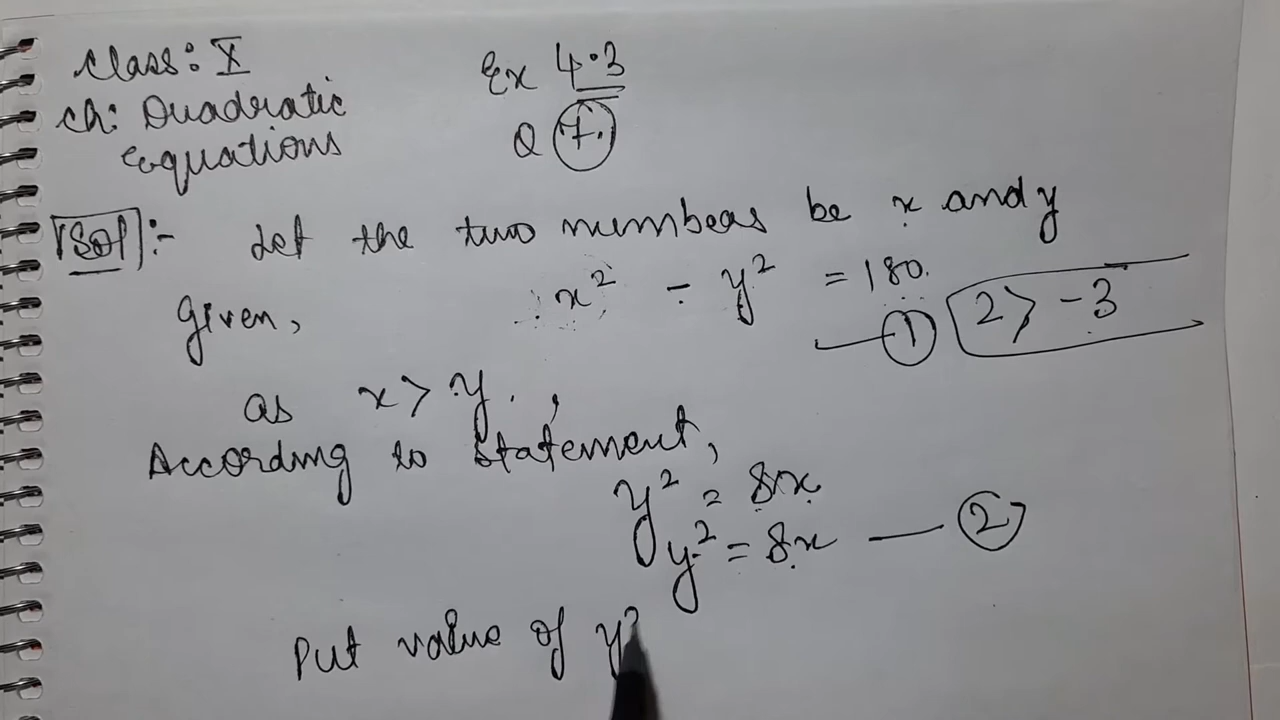 Class: X
Ch: Quadratic
Equations
Ex 4.3
Q 7.
Sol :- Let the two numbers be x and y
Given, x² - y² = 180.
1
2 > -3
as x > y.,
According to statement,
y² = 8x
y² = 8x — 2
Put value of y²